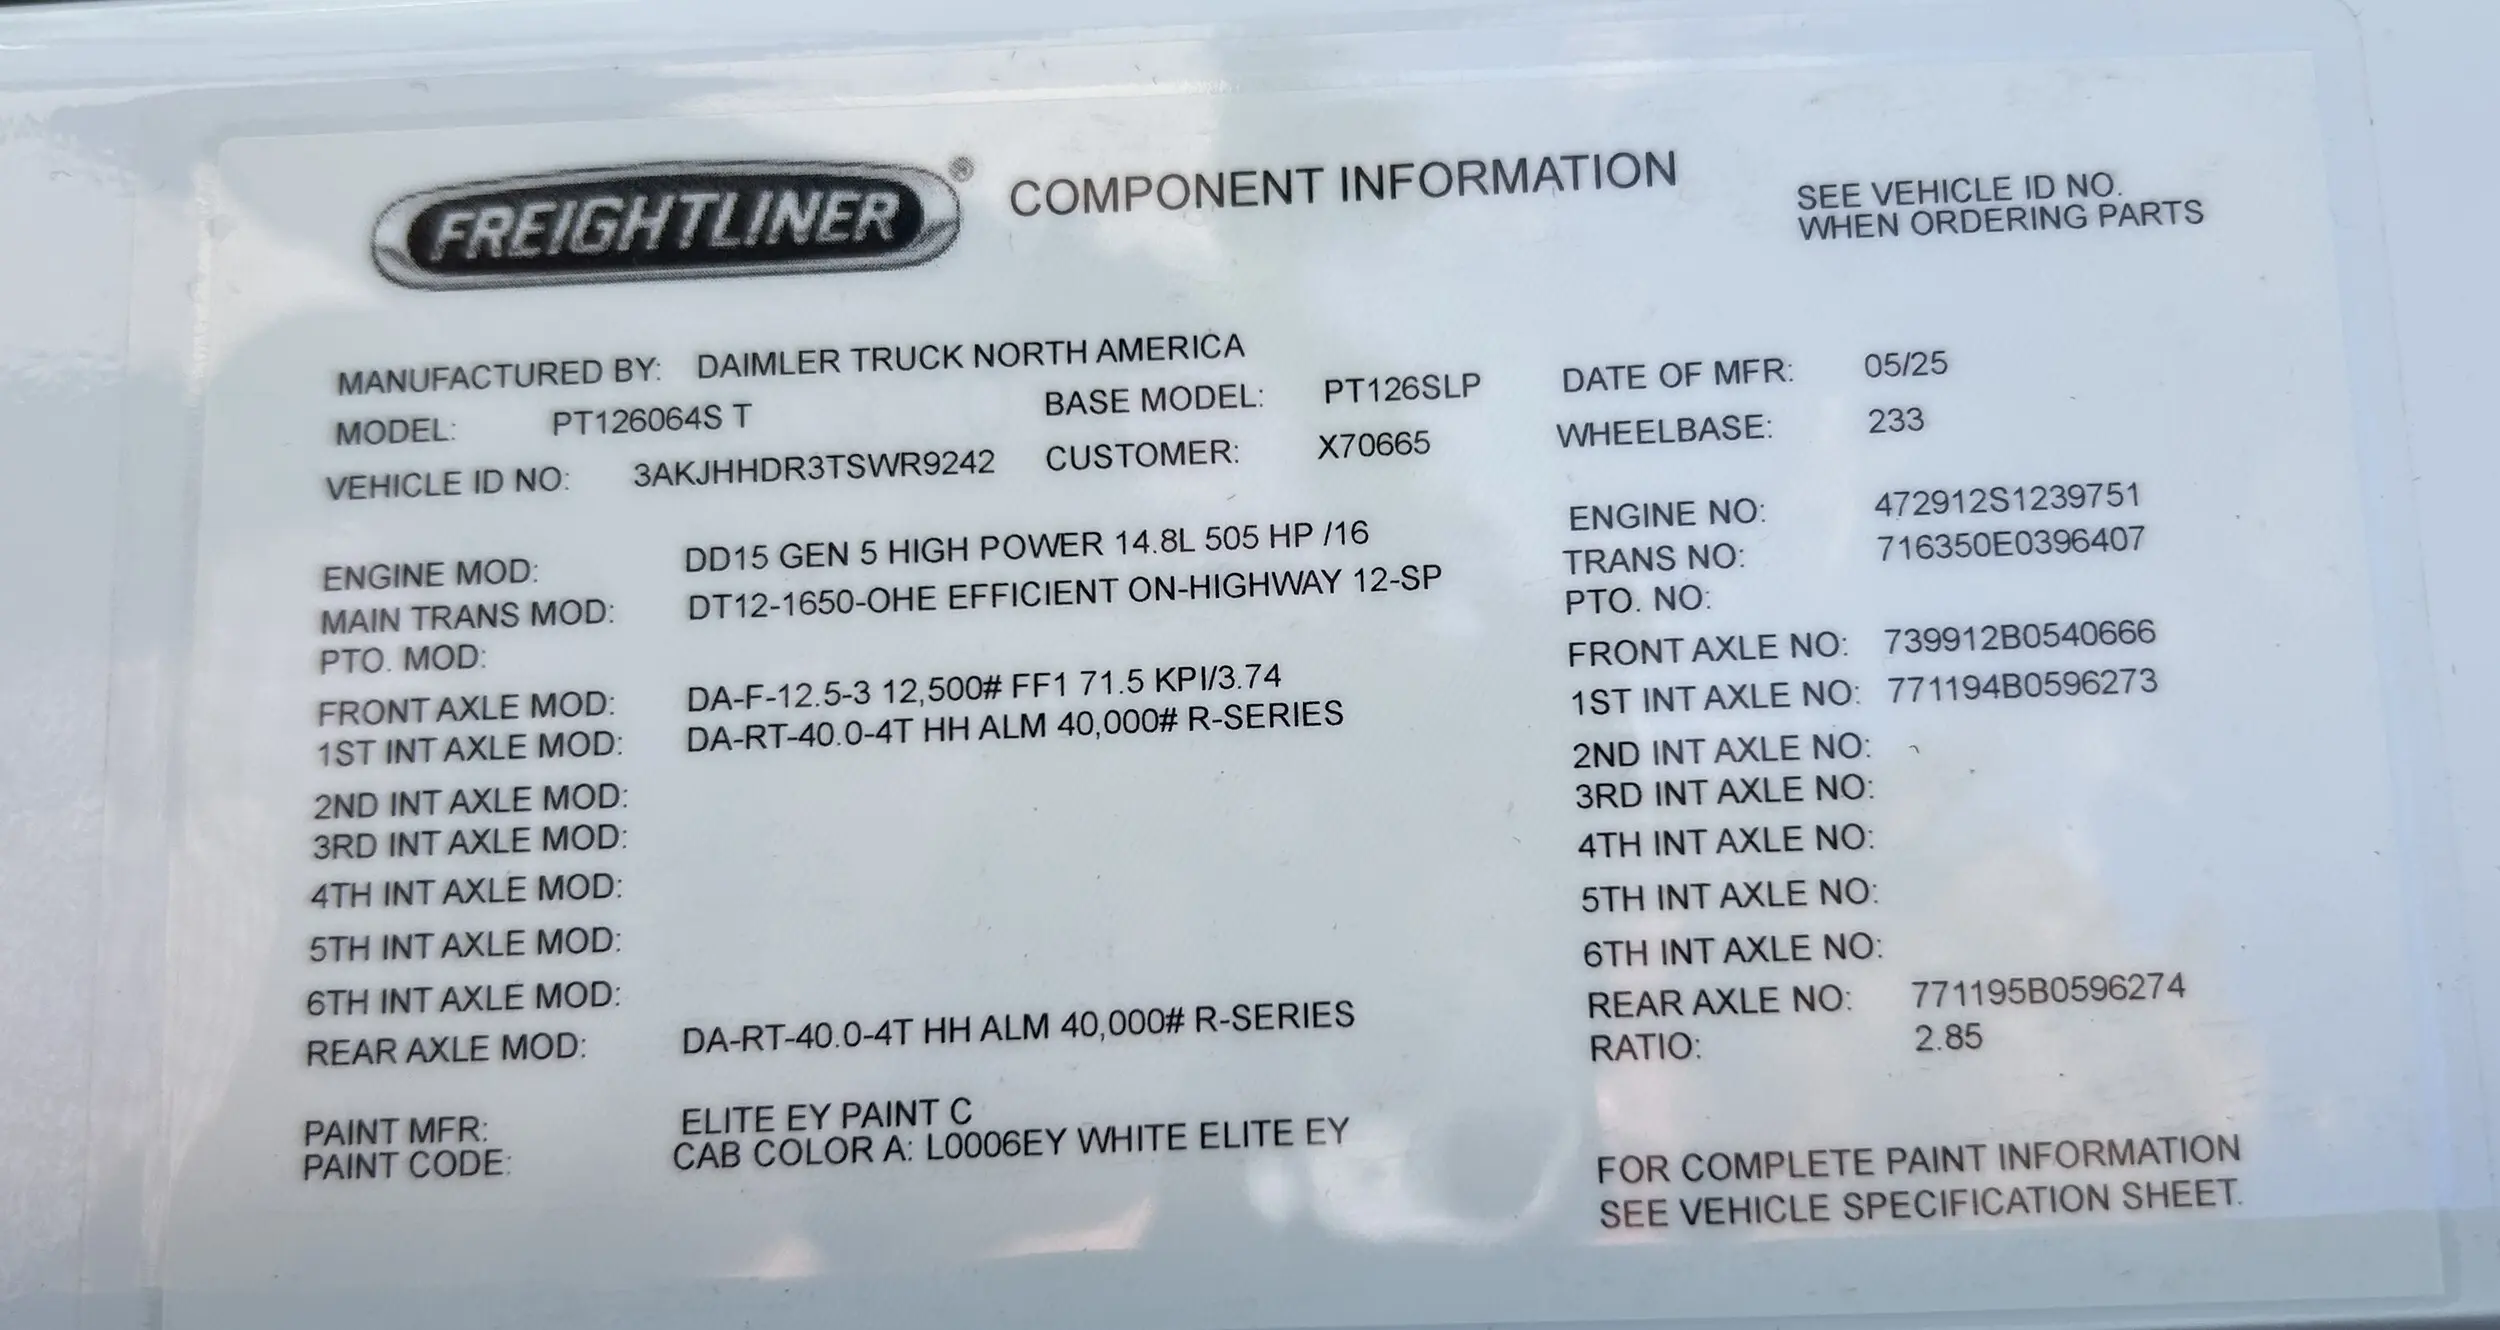 FREIGHTLINER® COMPONENT INFORMATION
SEE VEHICLE ID NO.
WHEN ORDERING PARTS
MANUFACTURED BY: DAIMLER TRUCK NORTH AMERICA
MODEL: PT126064S T BASE MODEL: PT126SLP DATE OF MFR: 05/25
VEHICLE ID NO: 3AKJHHDR3TSWR9242 CUSTOMER: X70665 WHEELBASE: 233
ENGINE MOD: DD15 GEN 5 HIGH POWER 14.8L 505 HP /16 ENGINE NO: 472912S1239751
MAIN TRANS MOD: DT12-1650-OHE EFFICIENT ON-HIGHWAY 12-SP TRANS NO: 716350E0396407
PTO. MOD: PTO. NO:
FRONT AXLE MOD: DA-F-12.5-3 12,500# FF1 71.5 KPI/3.74 FRONT AXLE NO: 739912B0540666
1ST INT AXLE MOD: DA-RT-40.0-4T HH ALM 40,000# R-SERIES 1ST INT AXLE NO: 771194B0596273
2ND INT AXLE MOD: 2ND INT AXLE NO:
3RD INT AXLE MOD: 3RD INT AXLE NO:
4TH INT AXLE MOD: 4TH INT AXLE NO:
5TH INT AXLE MOD: 5TH INT AXLE NO:
6TH INT AXLE MOD: 6TH INT AXLE NO:
REAR AXLE MOD: DA-RT-40.0-4T HH ALM 40,000# R-SERIES REAR AXLE NO: 771195B0596274
RATIO: 2.85
PAINT MFR: ELITE EY PAINT C
PAINT CODE: CAB COLOR A: L0006EY WHITE ELITE EY
FOR COMPLETE PAINT INFORMATION
SEE VEHICLE SPECIFICATION SHEET.